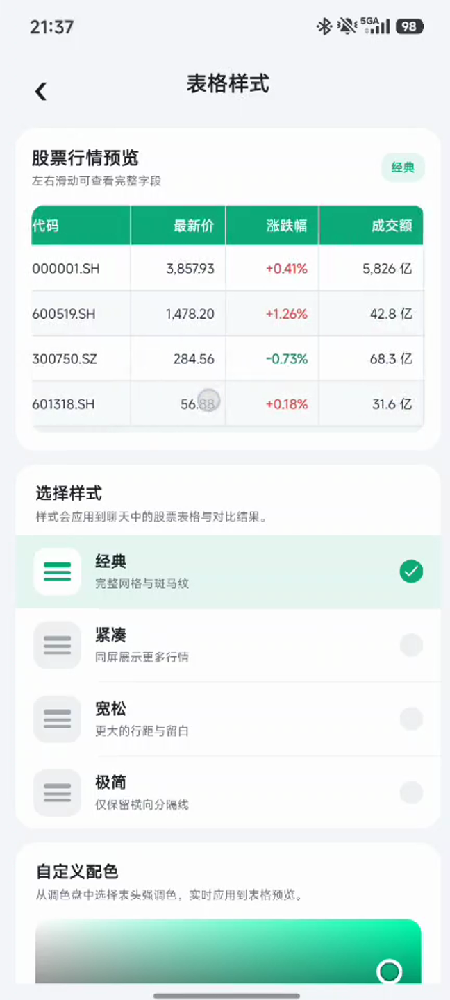 21:37
5GA 98
表格样式
股票行情预览
左右滑动可查看完整字段
经典
代码 最新价 涨跌幅 成交额
000001.SH 3,857.93 +0.41% 5,826 亿
600519.SH 1,478.20 +1.26% 42.8 亿
300750.SZ 284.56 -0.73% 68.3 亿
601318.SH 56.88 +0.18% 31.6 亿
选择样式
样式会应用到聊天中的股票表格与对比结果。
经典
完整网格与斑马纹
紧凑
同屏展示更多行情
宽松
更大的行距与留白
极简
仅保留横向分隔线
自定义配色
从调色盘中选择表头强调色，实时应用到表格预览。